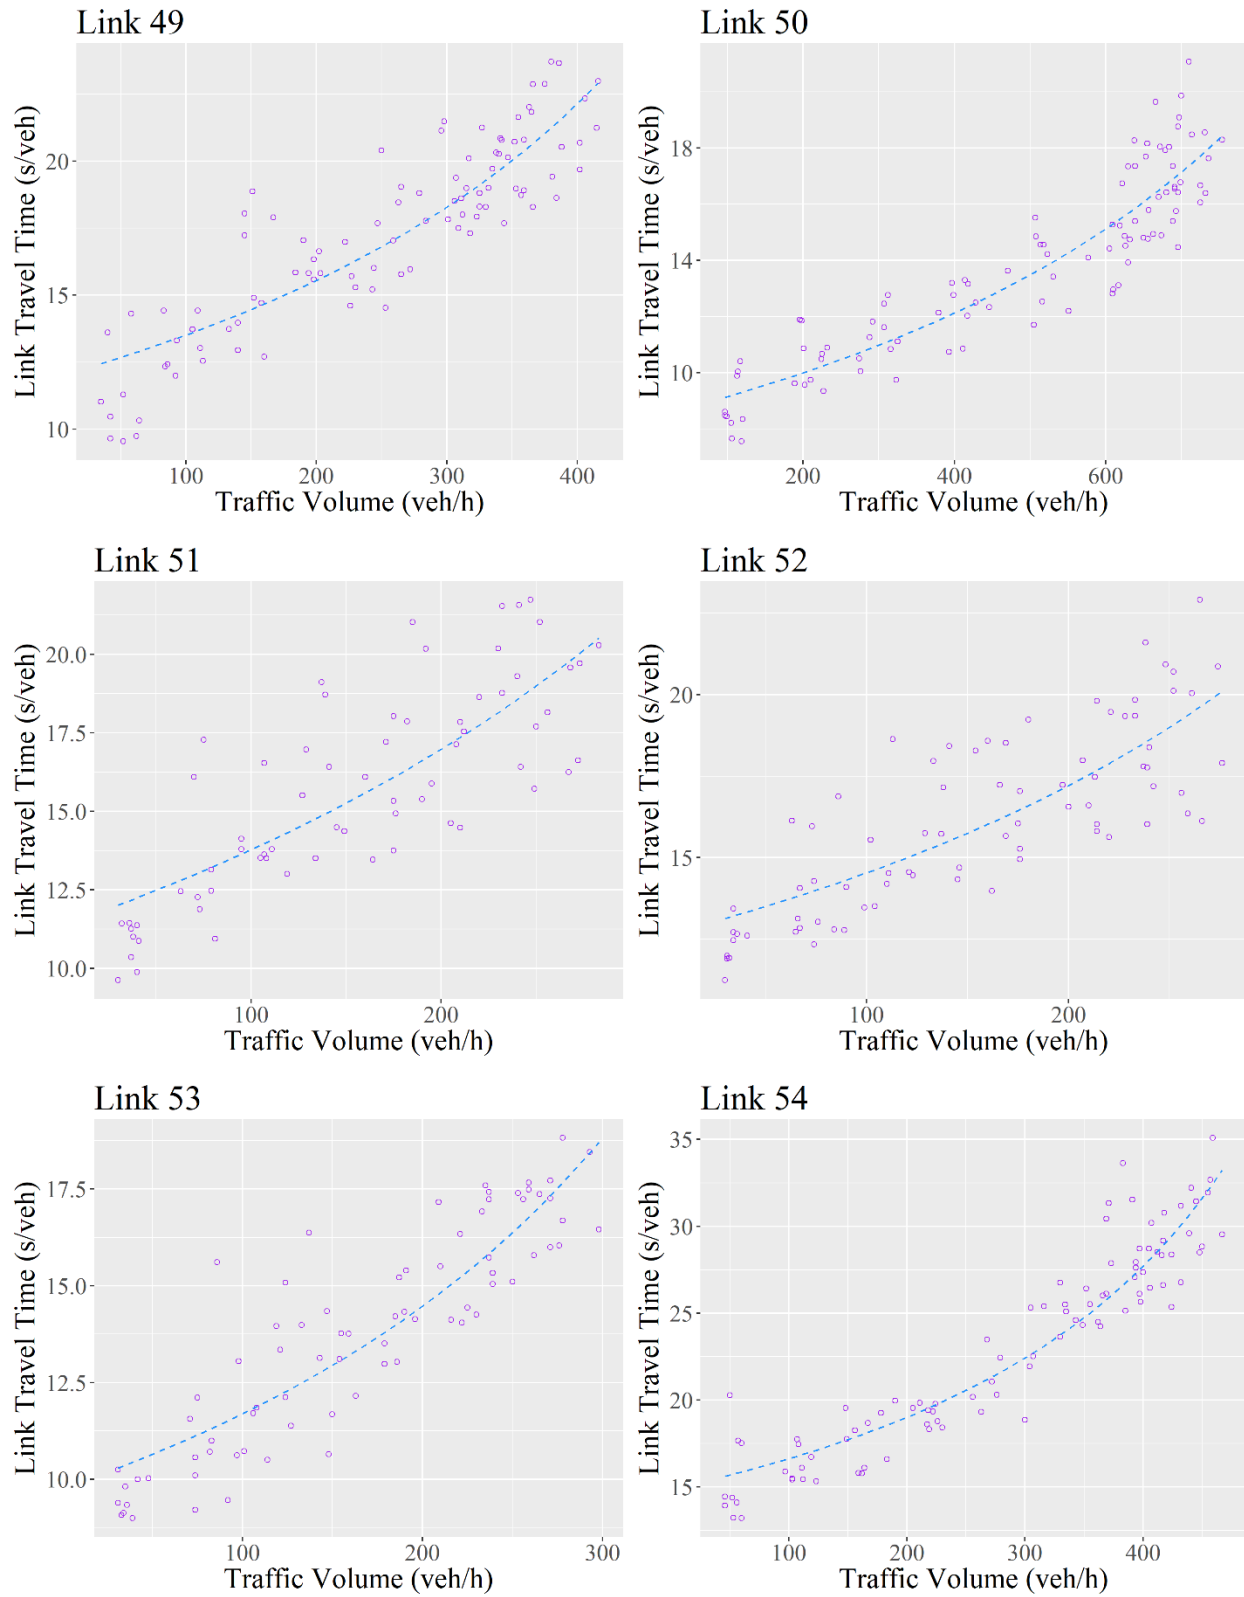 Link 49
Link Travel Time (s/veh)
20
15
10
100 200 300 400
Traffic Volume (veh/h)
Link 50
Link Travel Time (s/veh)
18
14
10
200 400 600
Traffic Volume (veh/h)
Link 51
Link Travel Time (s/veh)
20.0
17.5
15.0
12.5
10.0
100 200
Traffic Volume (veh/h)
Link 52
Link Travel Time (s/veh)
20
15
100 200
Traffic Volume (veh/h)
Link 53
Link Travel Time (s/veh)
17.5
15.0
12.5
10.0
100 200 300
Traffic Volume (veh/h)
Link 54
Link Travel Time (s/veh)
35
30
25
20
15
100 200 300 400
Traffic Volume (veh/h)